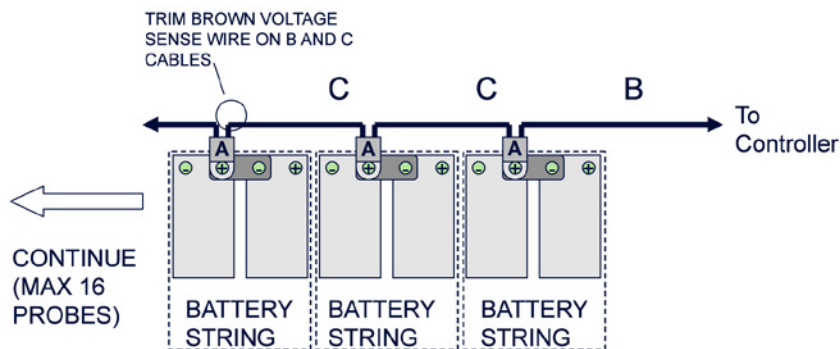 TRIM BROWN VOLTAGE
SENSE WIRE ON B AND C
CABLES
C
C
B
To
Controller
A
A
A
- + - +
- + - +
- + - +
CONTINUE
(MAX 16
PROBES)
BATTERY
STRING
BATTERY
STRING
BATTERY
STRING